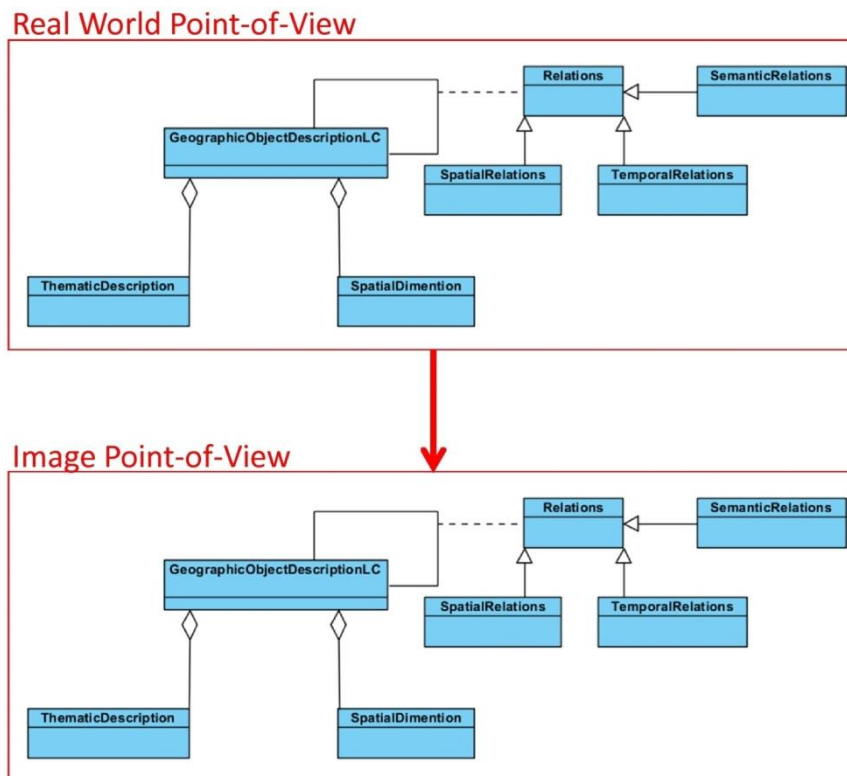 Real World Point-of-View
Relations
SemanticRelations
GeographicObjectDescriptionLC
SpatialRelations
TemporalRelations
ThematicDescription
SpatialDimention
Image Point-of-View
Relations
SemanticRelations
GeographicObjectDescriptionLC
SpatialRelations
TemporalRelations
ThematicDescription
SpatialDimention